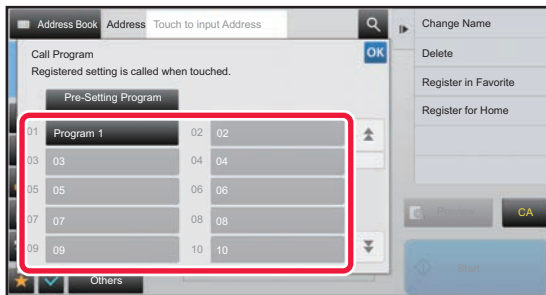 Address Book Address Touch to input Address
Change Name
Call Program
OK
Delete
Registered setting is called when touched.
Register in Favorite
Pre-Setting Program
Register for Home
01 Program 1 02 02
03 03 04 04
05 05 06 06
07 07 08 08
CA
09 09 10 10
Others